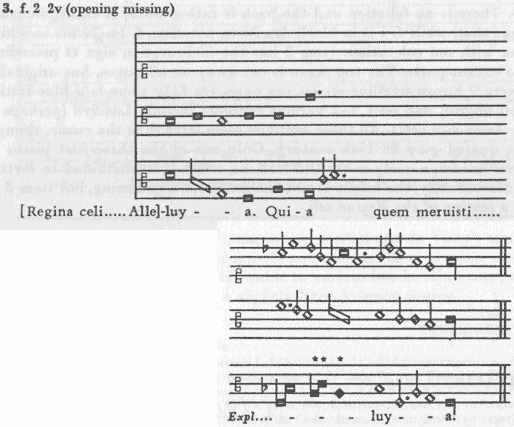 3. f. 2 2v (opening missing)
[Regina celi..... Alle]-luy - - a. Qui - a quem meruisti......
Expl.... - - - luy - - a!